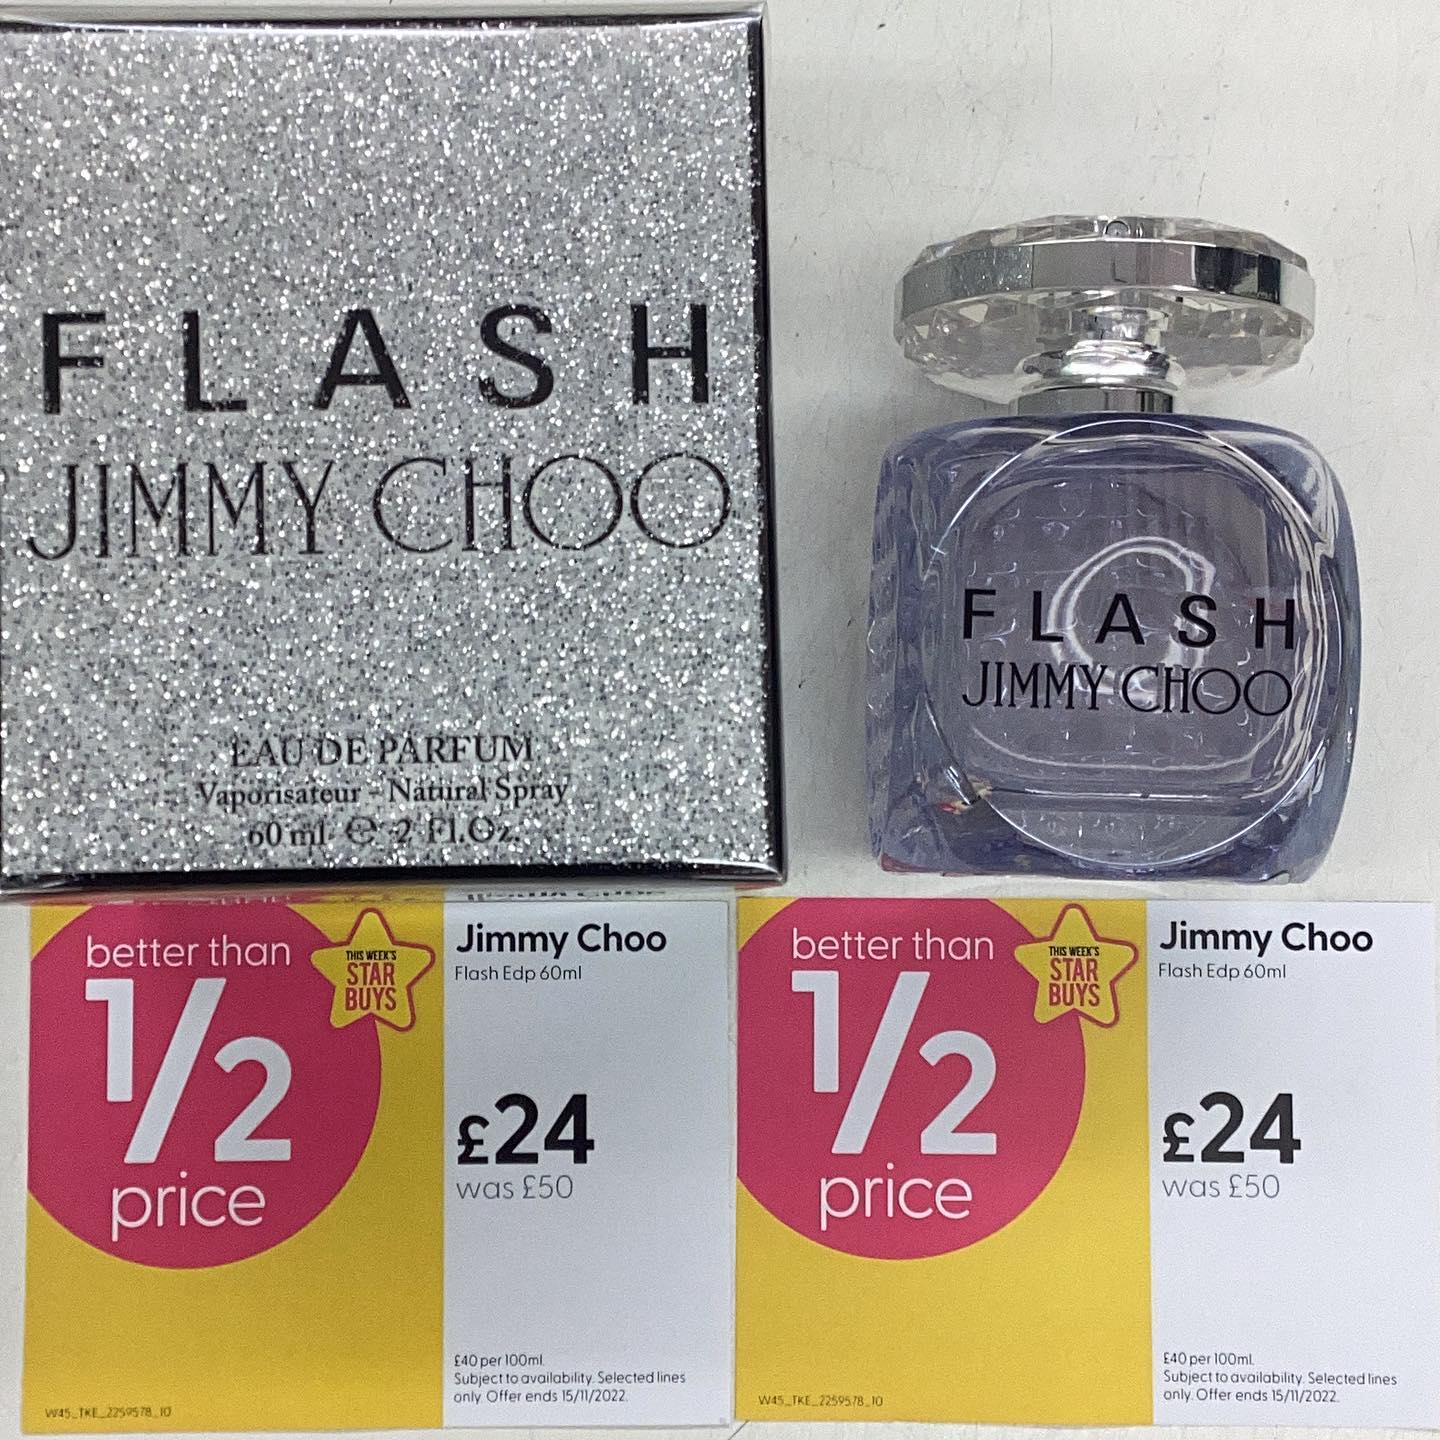 FLASH
JIMMY CHOO
EAU DE PARFUM
Vaporisateur - Natural Spray
60 ml ℮ 2 Fl.Oz.
FLASH
JIMMY CHOO
better than
1/2
price
THIS WEEK'S
STAR
BUYS
Jimmy Choo
Flash Edp 60ml
£24
was £50
£40 per 100ml.
Subject to availability. Selected lines
only. Offer ends 15/11/2022.
W45_TKE_2259578_10
better than
1/2
price
THIS WEEK'S
STAR
BUYS
Jimmy Choo
Flash Edp 60ml
£24
was £50
£40 per 100ml.
Subject to availability. Selected lines
only. Offer ends 15/11/2022.
W45_TKE_2259578_10